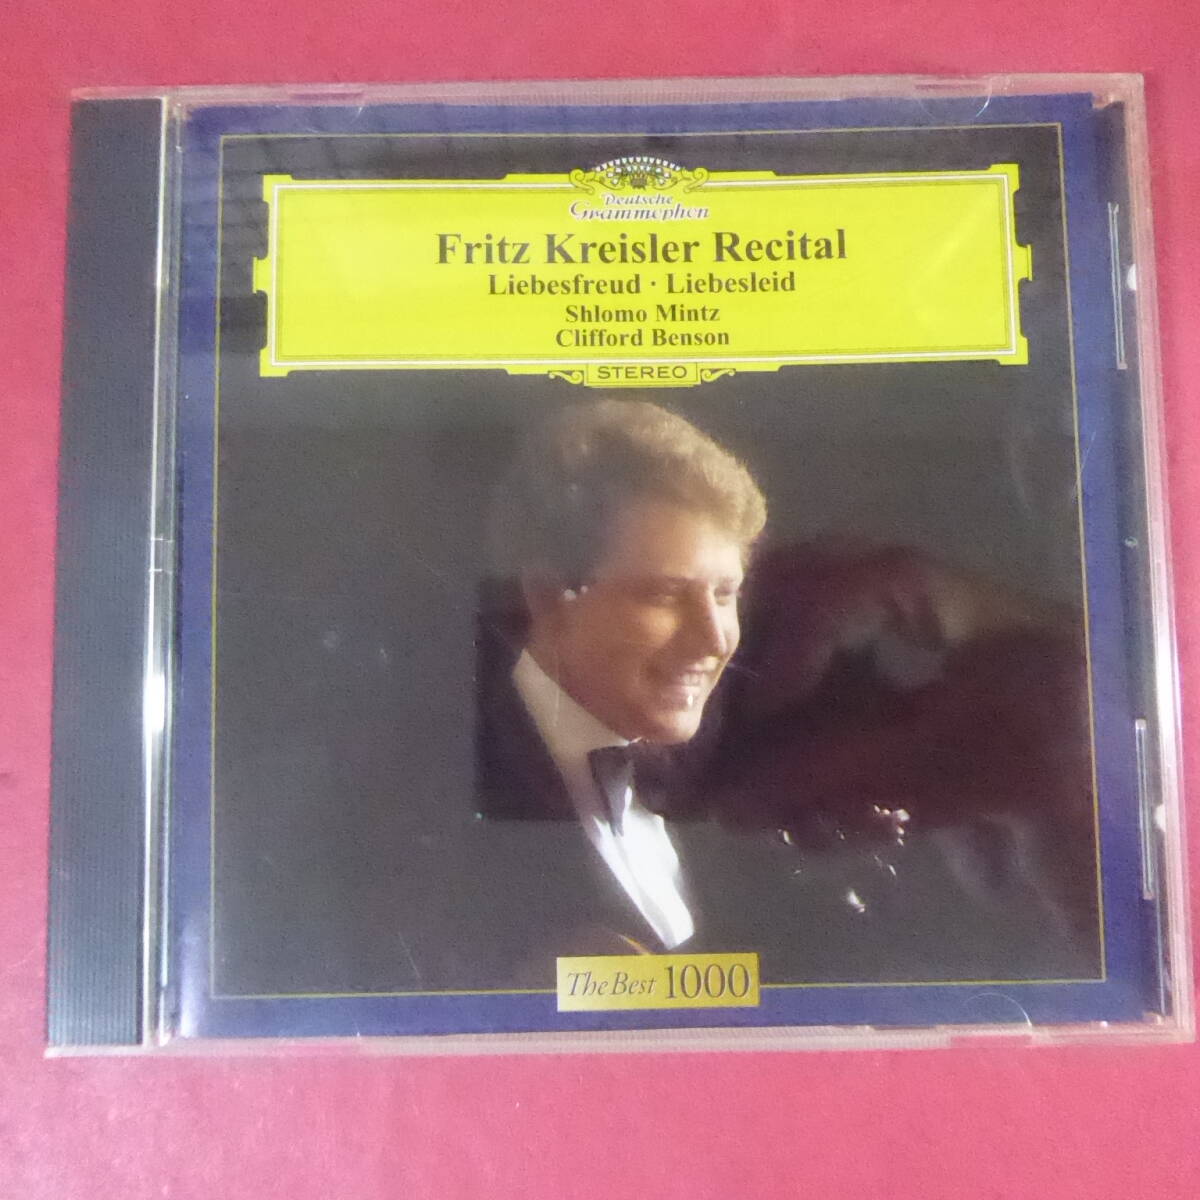 Deutsche
Grammophon
Fritz Kreisler Recital
Liebesfreud · Liebesleid
Shlomo Mintz
Clifford Benson
STEREO
The Best 1000